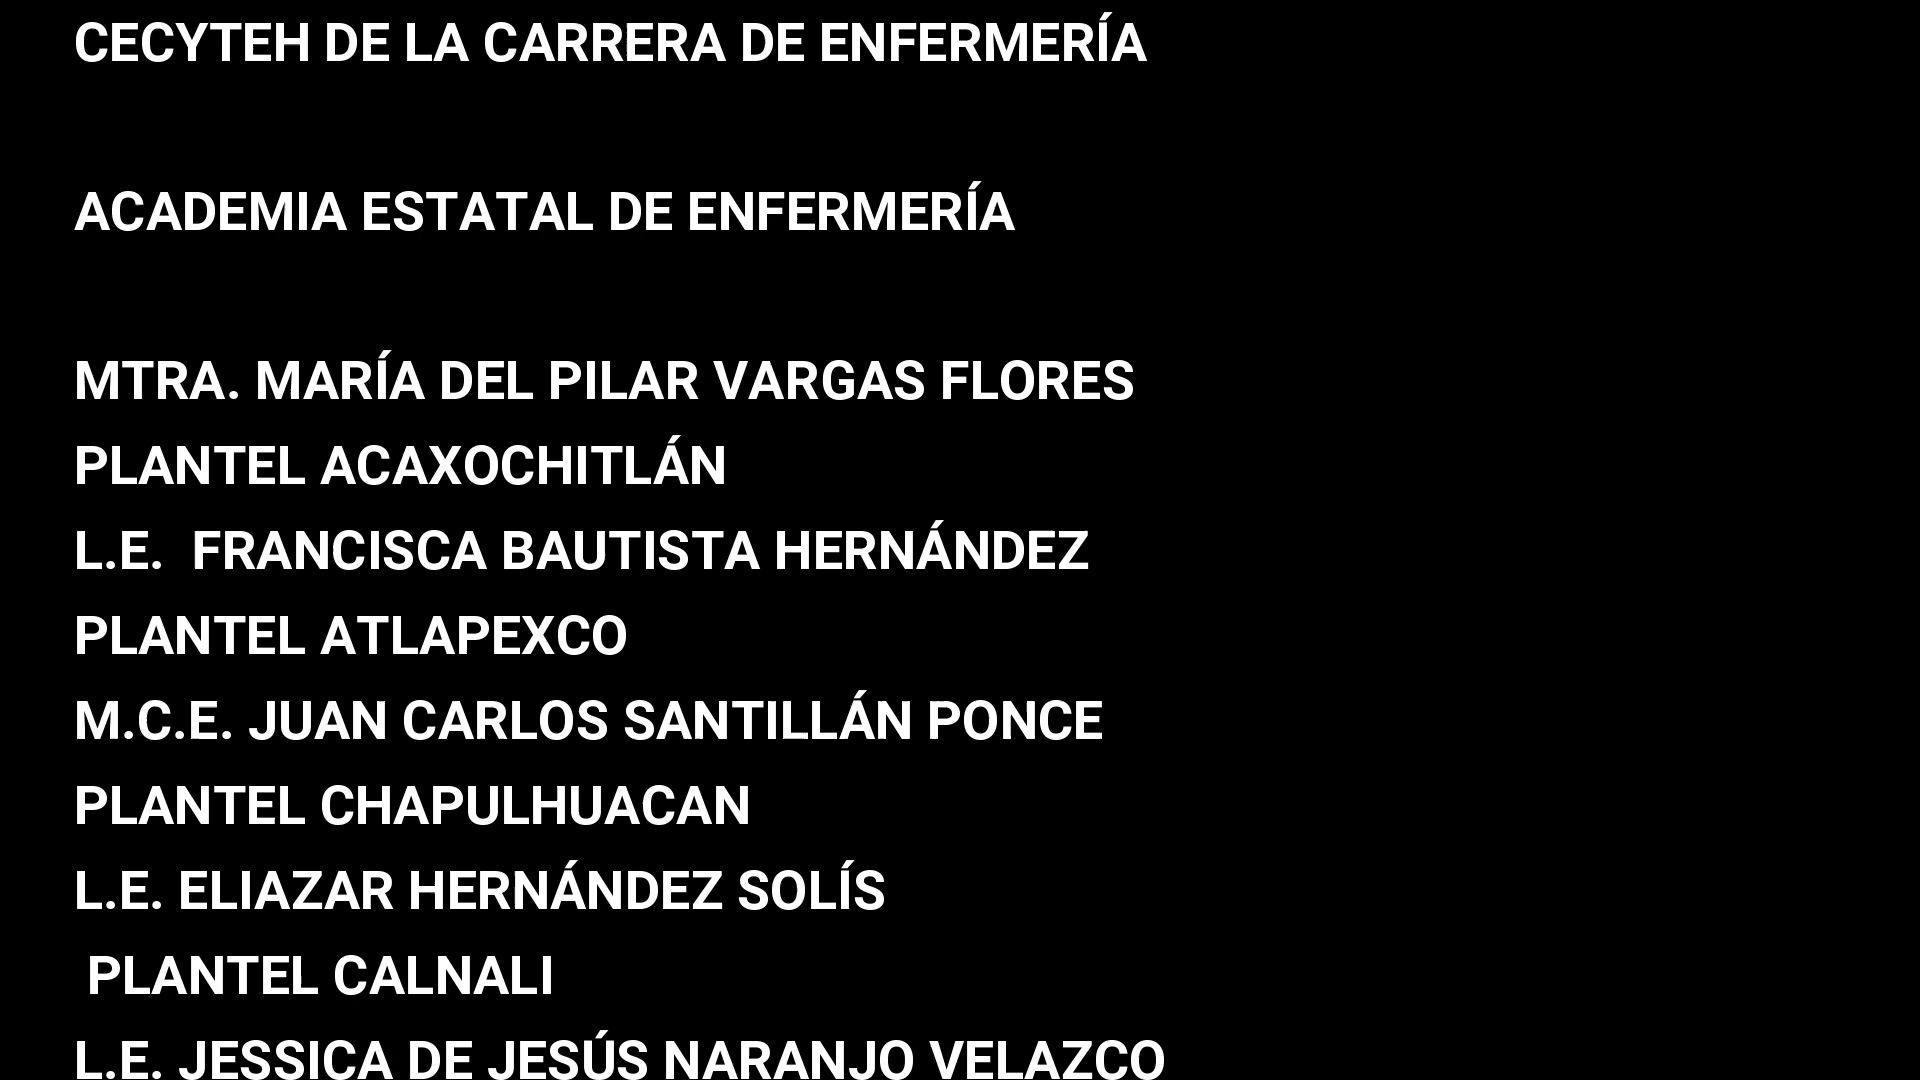 CECYTEH DE LA CARRERA DE ENFERMERÍA
ACADEMIA ESTATAL DE ENFERMERÍA
MTRA. MARÍA DEL PILAR VARGAS FLORES
PLANTEL ACAXOCHITLÁN
L.E.  FRANCISCA BAUTISTA HERNÁNDEZ
PLANTEL ATLAPEXCO
M.C.E. JUAN CARLOS SANTILLÁN PONCE
PLANTEL CHAPULHUACAN
L.E. ELIAZAR HERNÁNDEZ SOLÍS
PLANTEL CALNALI
L.E. JESSICA DE JESÚS NARANJO VELAZCO